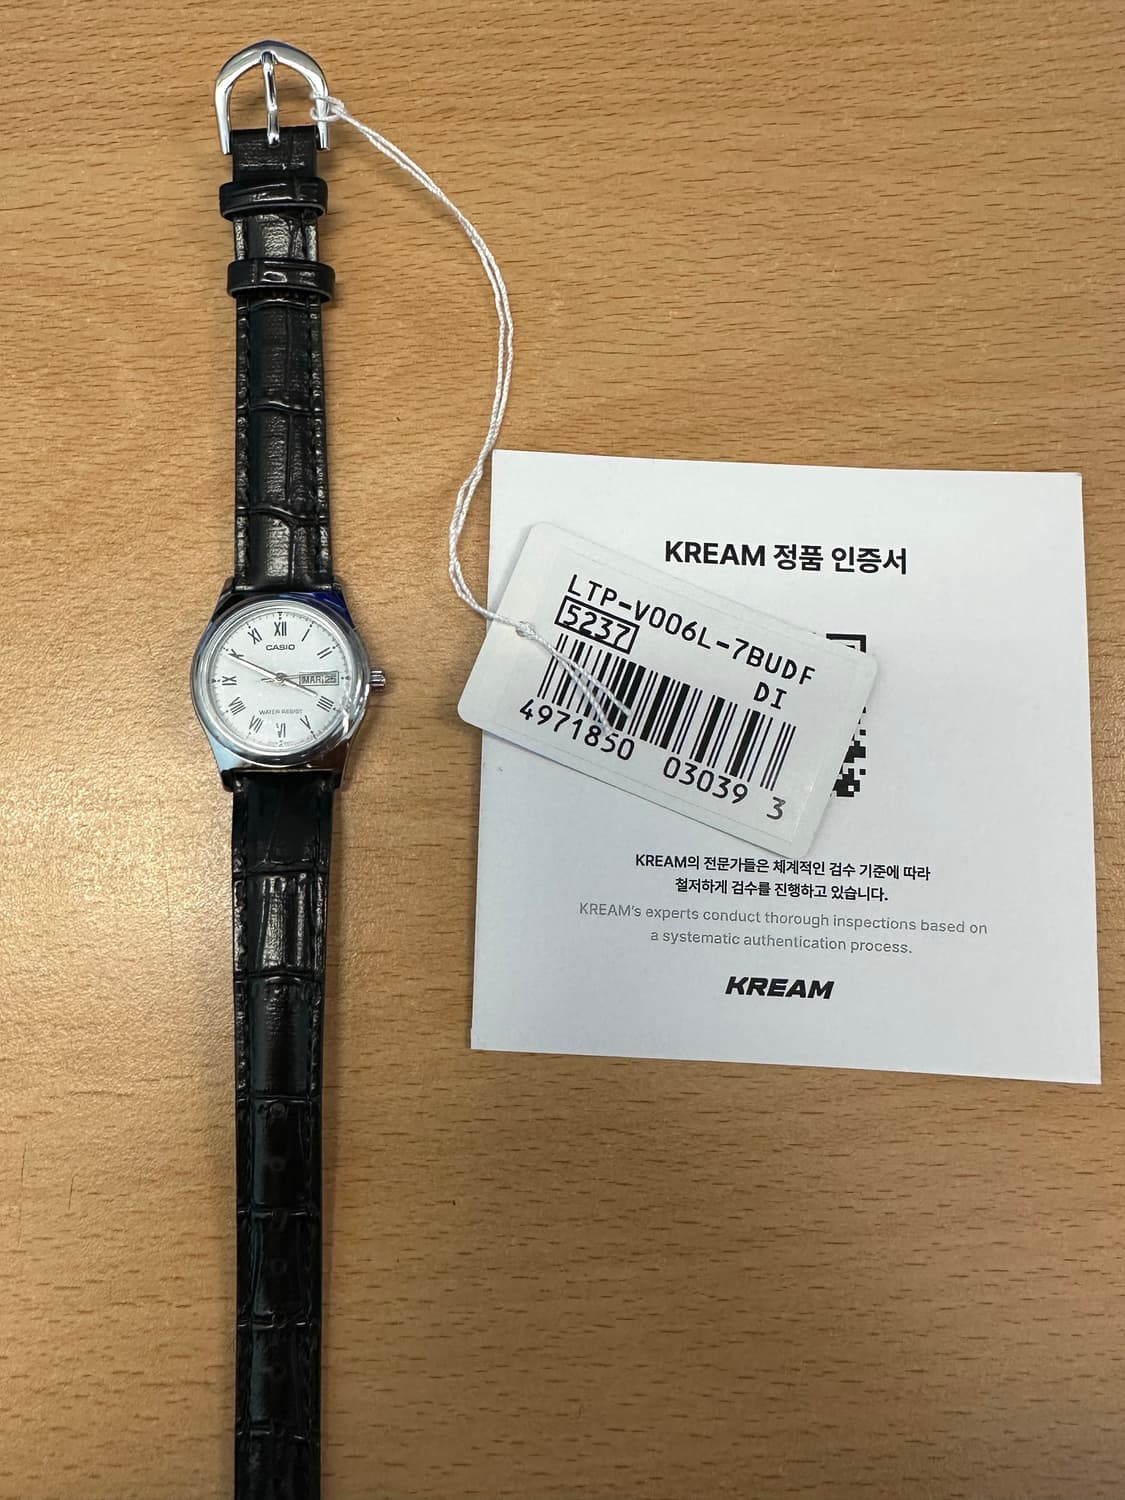 XII
XI
CASIO
MAR 25
WATER RESIST
LTP-V006L-7BUDF
5237
DI
4971850 03039 3
KREAM 정품 인증서
KREAM의 전문가들은 체계적인 검수 기준에 따라
철저하게 검수를 진행하고 있습니다.
KREAM's experts conduct thorough inspections based on
a systematic authentication process.
KREAM